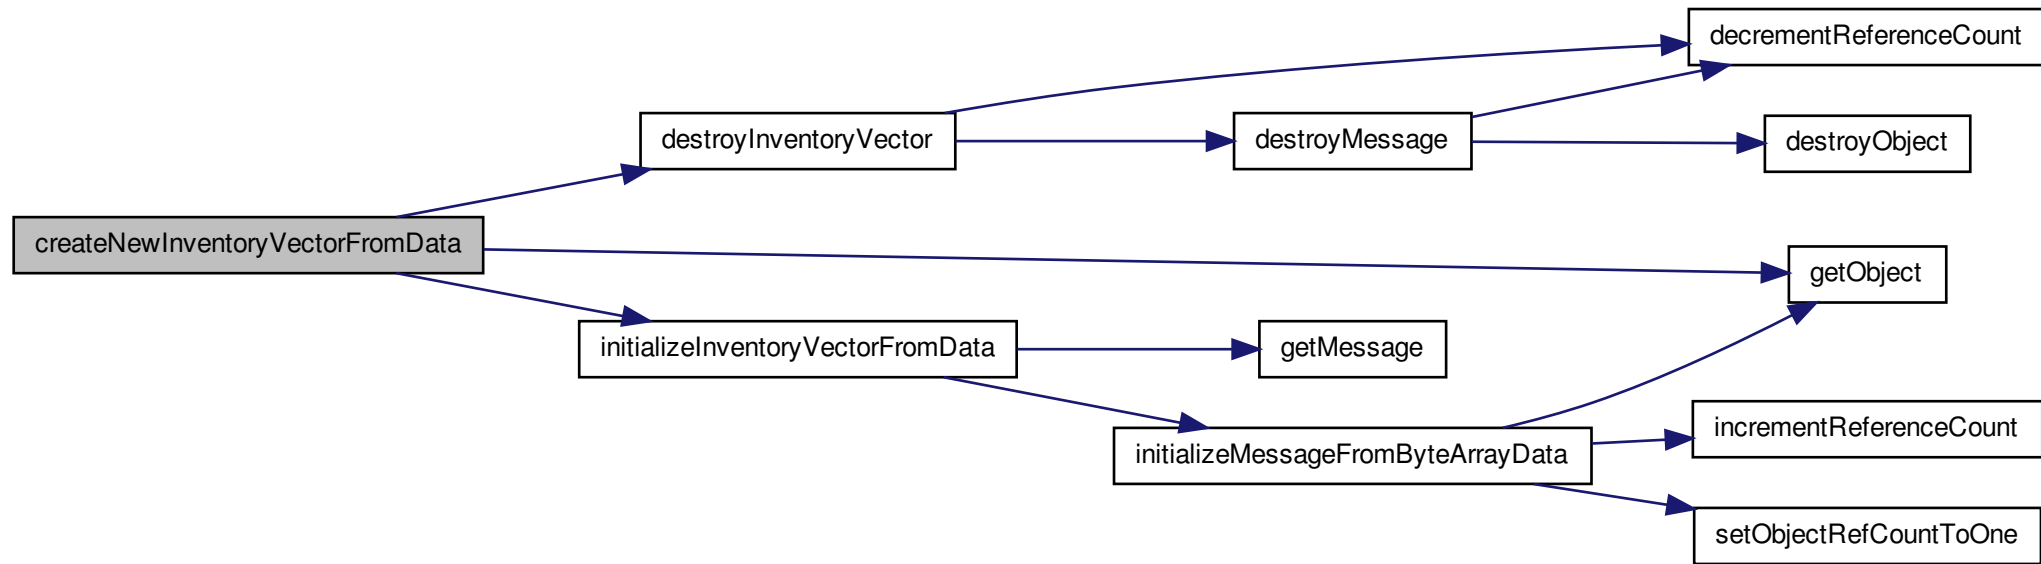 decrementReferenceCount
destroyInventoryVector
destroyMessage
destroyObject
createNewInventoryVectorFromData
getObject
initializeInventoryVectorFromData
getMessage
incrementReferenceCount
initializeMessageFromByteArrayData
setObjectRefCountToOne